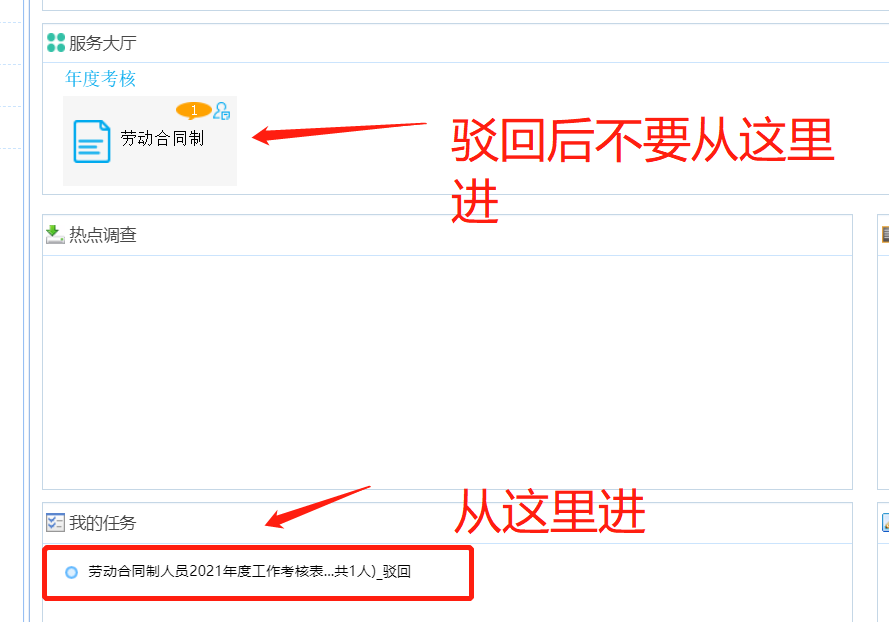 服务大厅
年度考核
1
劳动合同制
驳回后不要从这里
进
热点调查
从这里进
我的任务
劳动合同制人员2021年度工作考核表...共1人)_驳回